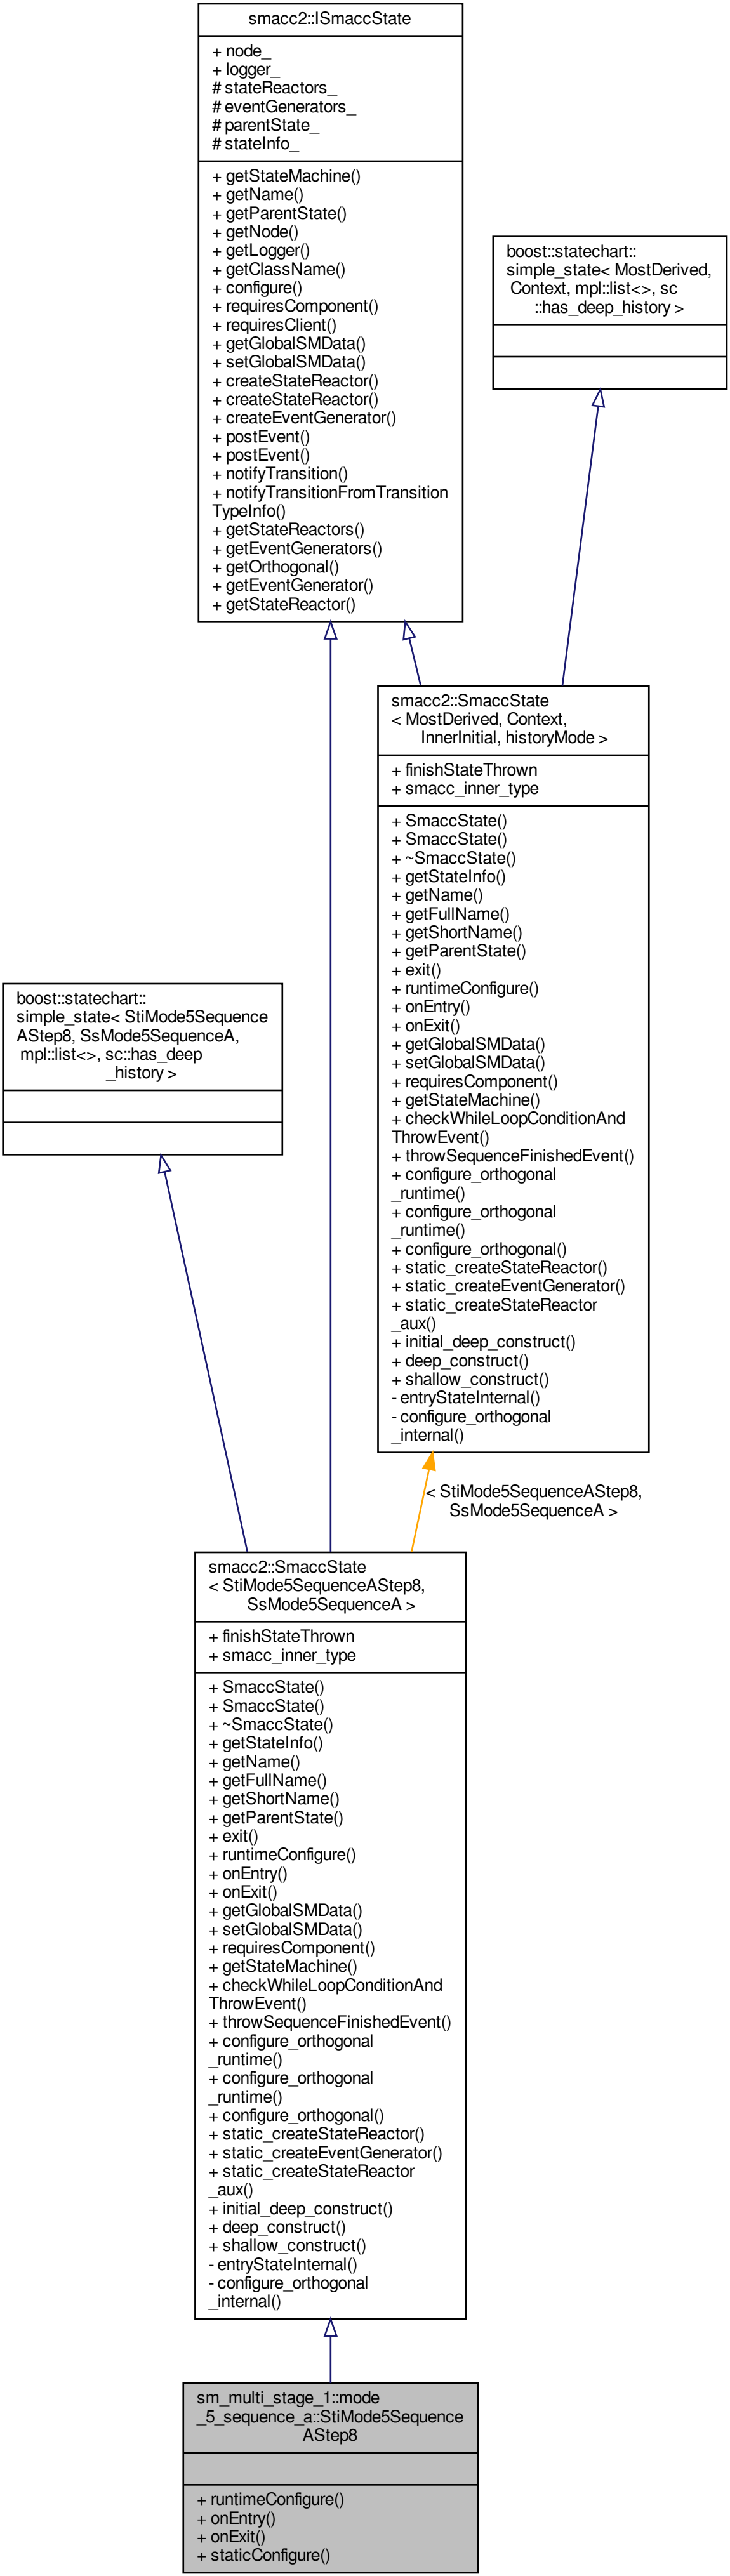 smacc2::ISmaccState
+ node_
+ logger_
# stateReactors_
# eventGenerators_
# parentState_
# stateInfo_
+ getStateMachine()
+ getName()
+ getParentState()
+ getNode()
+ getLogger()
+ getClassName()
+ configure()
+ requiresComponent()
+ requiresClient()
+ getGlobalSMData()
+ setGlobalSMData()
+ createStateReactor()
+ createStateReactor()
+ createEventGenerator()
+ postEvent()
+ postEvent()
+ notifyTransition()
+ notifyTransitionFromTransition
TypeInfo()
+ getStateReactors()
+ getEventGenerators()
+ getOrthogonal()
+ getEventGenerator()
+ getStateReactor()
boost::statechart::
simple_state< MostDerived,
Context, mpl::list<>, sc
::has_deep_history >
smacc2::SmaccState
< MostDerived, Context,
InnerInitial, historyMode >
+ finishStateThrown
+ smacc_inner_type
+ SmaccState()
+ SmaccState()
+ ~SmaccState()
+ getStateInfo()
+ getName()
+ getFullName()
+ getShortName()
+ getParentState()
+ exit()
+ runtimeConfigure()
+ onEntry()
+ onExit()
+ getGlobalSMData()
+ setGlobalSMData()
+ requiresComponent()
+ getStateMachine()
+ checkWhileLoopConditionAnd
ThrowEvent()
+ throwSequenceFinishedEvent()
+ configure_orthogonal
_runtime()
+ configure_orthogonal
_runtime()
+ configure_orthogonal()
+ static_createStateReactor()
+ static_createEventGenerator()
+ static_createStateReactor
_aux()
+ initial_deep_construct()
+ deep_construct()
+ shallow_construct()
- entryStateInternal()
- configure_orthogonal
_internal()
boost::statechart::
simple_state< StiMode5Sequence
AStep8, SsMode5SequenceA,
mpl::list<>, sc::has_deep
_history >
< StiMode5SequenceAStep8,
SsMode5SequenceA >
smacc2::SmaccState
< StiMode5SequenceAStep8,
SsMode5SequenceA >
+ finishStateThrown
+ smacc_inner_type
+ SmaccState()
+ SmaccState()
+ ~SmaccState()
+ getStateInfo()
+ getName()
+ getFullName()
+ getShortName()
+ getParentState()
+ exit()
+ runtimeConfigure()
+ onEntry()
+ onExit()
+ getGlobalSMData()
+ setGlobalSMData()
+ requiresComponent()
+ getStateMachine()
+ checkWhileLoopConditionAnd
ThrowEvent()
+ throwSequenceFinishedEvent()
+ configure_orthogonal
_runtime()
+ configure_orthogonal
_runtime()
+ configure_orthogonal()
+ static_createStateReactor()
+ static_createEventGenerator()
+ static_createStateReactor
_aux()
+ initial_deep_construct()
+ deep_construct()
+ shallow_construct()
- entryStateInternal()
- configure_orthogonal
_internal()
sm_multi_stage_1::mode
_5_sequence_a::StiMode5Sequence
AStep8
+ runtimeConfigure()
+ onEntry()
+ onExit()
+ staticConfigure()